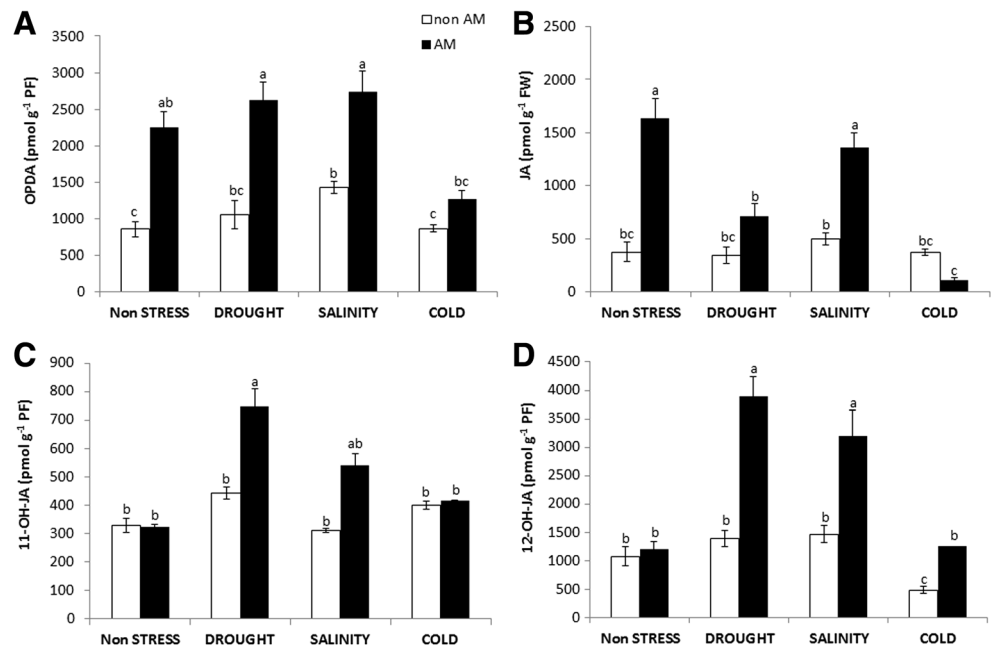 A
non AM
AM
OPDA (pmol g-1 PF)
3500
3000
2500
2000
1500
1000
500
0
c
ab
bc
a
b
a
c
bc
Non STRESS DROUGHT SALINITY COLD
B
JA (pmol g-1 FW)
2500
2000
1500
1000
500
0
bc
a
bc
b
b
a
bc
c
Non STRESS DROUGHT SALINITY COLD
C
11-OH-JA (pmol g-1 PF)
900
800
700
600
500
400
300
200
100
0
b
b
b
a
b
ab
b
b
Non STRESS DROUGHT SALINITY COLD
D
12-OH-JA (pmol g-1 PF)
4500
4000
3500
3000
2500
2000
1500
1000
500
0
b
b
b
a
b
a
c
b
Non STRESS DROUGHT SALINITY COLD